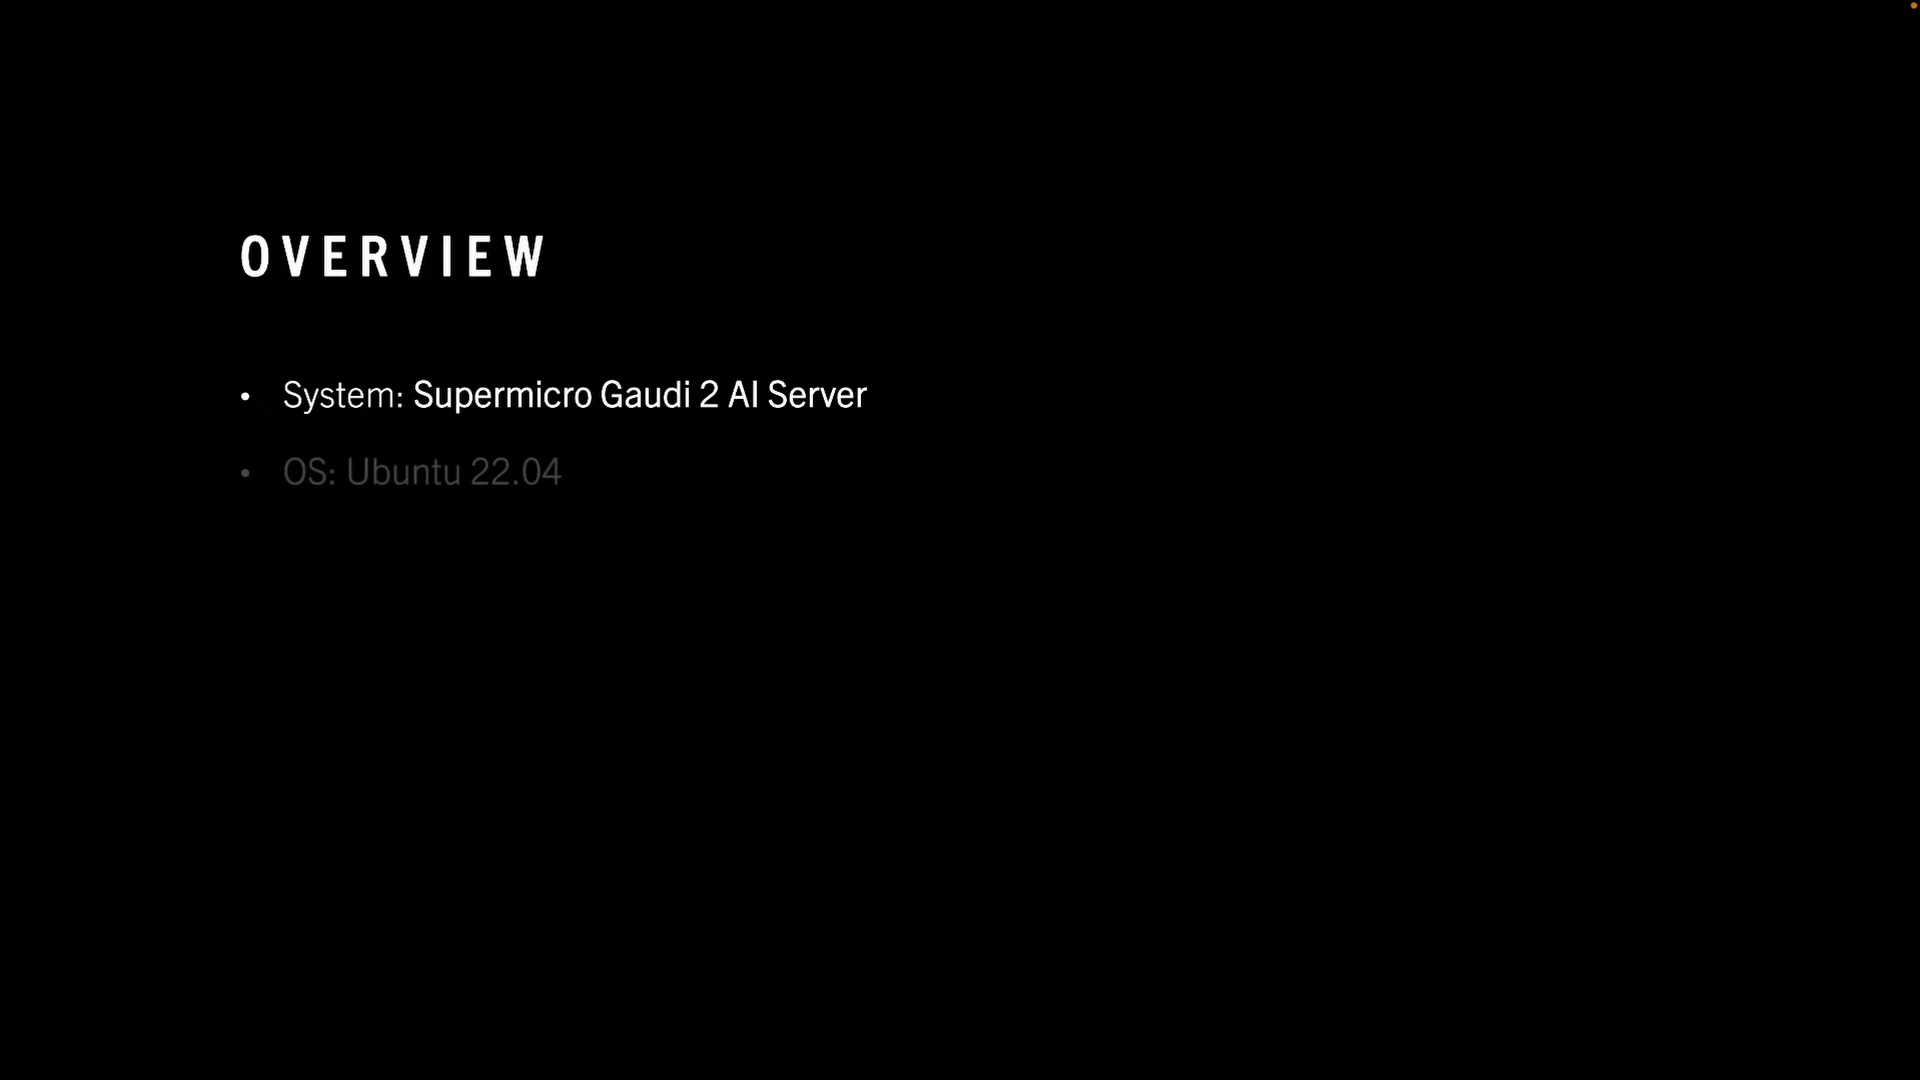 OVERVIEW
• System: Supermicro Gaudi 2 AI Server
• OS: Ubuntu 22.04